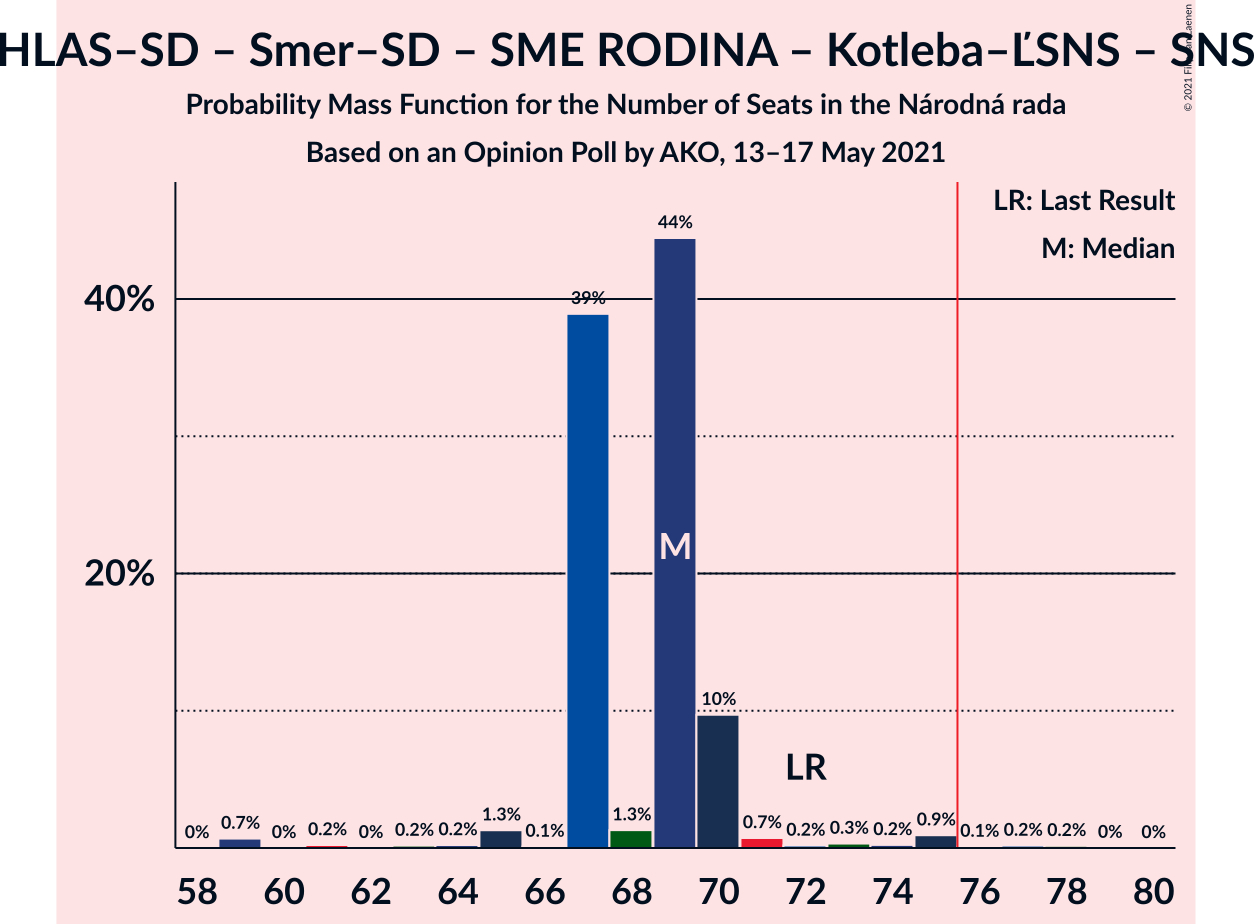 HLAS–SD – Smer–SD – SME RODINA – Kotleba–ĽSNS – SNS
Probability Mass Function for the Number of Seats in the Národná rada
Based on an Opinion Poll by AKO, 13–17 May 2021
© 2021
LR: Last Result
M: Median
40%
20%
0% 0.7% 0% 0.2% 0% 0.2% 0.2% 1.3% 0.1% 39% 1.3% 44% 10% 0.7% 0.2% 0.3% 0.2% 0.9% 0.1% 0.2% 0.2% 0% 0%
M
LR
58 60 62 64 66 68 70 72 74 76 78 80